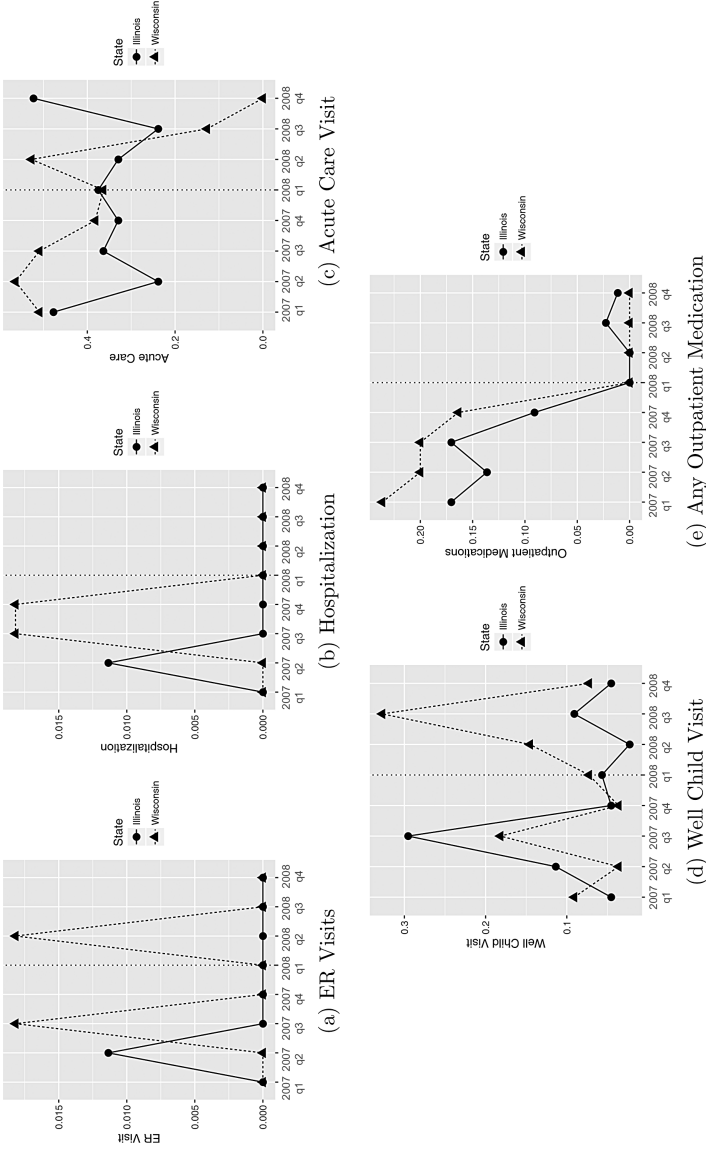 ER Visit
0.015
0.010
0.005
0.000
2007 2007 2007 2007 2008 2008 2008 2008
q1 q2 q3 q4 q1 q2 q3 q4
State
Illinois
Wisconsin
(a) ER Visits
Hospitalization
0.015
0.010
0.005
0.000
2007 2007 2007 2007 2008 2008 2008 2008
q1 q2 q3 q4 q1 q2 q3 q4
State
Illinois
Wisconsin
(b) Hospitalization
Acute Care
0.4
0.2
0.0
2007 2007 2007 2007 2008 2008 2008 2008
q1 q2 q3 q4 q1 q2 q3 q4
State
Illinois
Wisconsin
(c) Acute Care Visit
Well Child Visit
0.3
0.2
0.1
2007 2007 2007 2007 2008 2008 2008 2008
q1 q2 q3 q4 q1 q2 q3 q4
State
Illinois
Wisconsin
(d) Well Child Visit
Outpatient Medications
0.20
0.15
0.10
0.05
0.00
2007 2007 2007 2007 2008 2008 2008 2008
q1 q2 q3 q4 q1 q2 q3 q4
State
Illinois
Wisconsin
(e) Any Outpatient Medication